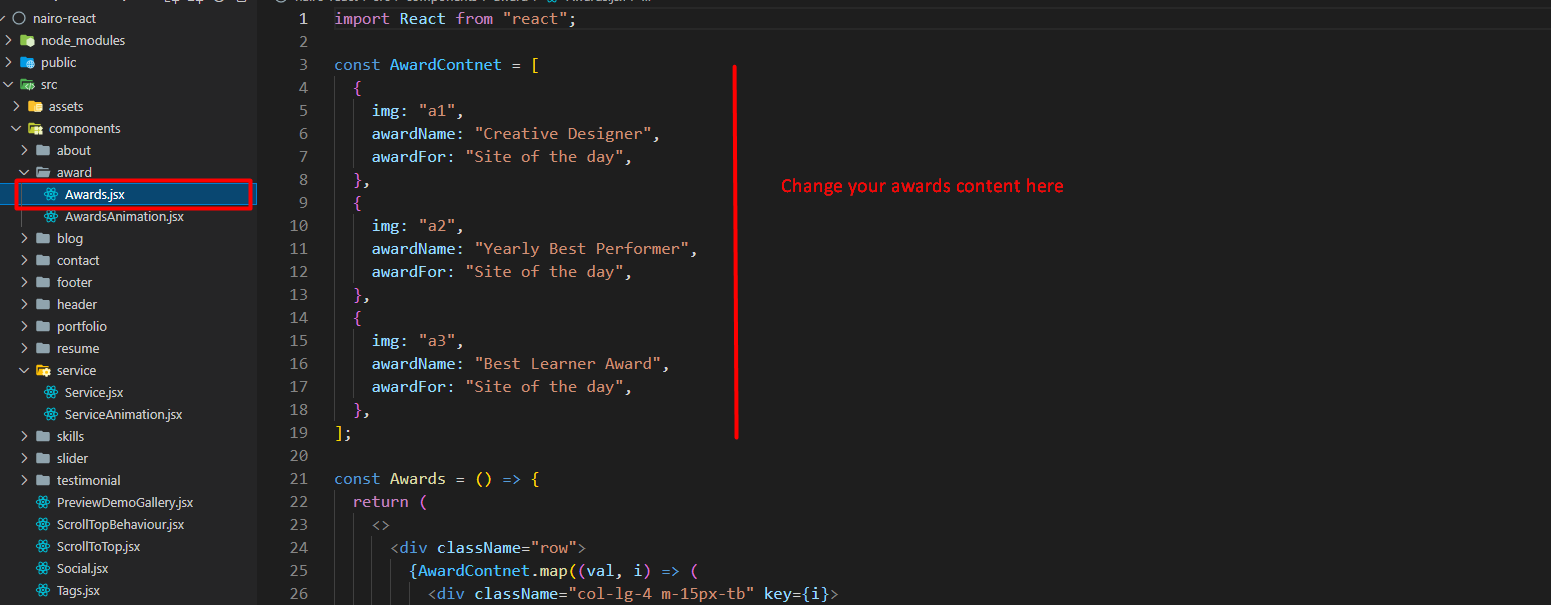 nairo-react
node_modules
public
src
assets
components
about
award
Awards.jsx
AwardsAnimation.jsx
blog
contact
footer
header
portfolio
resume
service
Service.jsx
ServiceAnimation.jsx
skills
slider
testimonial
PreviewDemoGallery.jsx
ScrollTopBehaviour.jsx
ScrollToTop.jsx
Social.jsx
Tags.jsx
1 import React from "react";
2
3 const AwardContnet = [
4 {
5 img: "a1",
6 awardName: "Creative Designer",
7 awardFor: "Site of the day",
8 },
9 {
10 img: "a2",
11 awardName: "Yearly Best Performer",
12 awardFor: "Site of the day",
13 },
14 {
15 img: "a3",
16 awardName: "Best Learner Award",
17 awardFor: "Site of the day",
18 },
19 ];
20
21 const Awards = () => {
22 return (
23 <>
24 <div className="row">
25 {AwardContnet.map((val, i) => (
26 <div className="col-lg-4 m-15px-tb" key={i}>
Change your awards content here